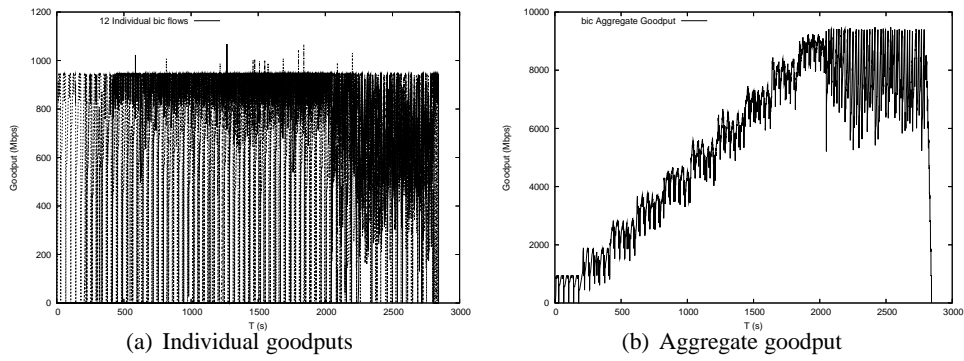 12 Individual bic flows
Goodput (Mbps)
1200
1000
800
600
400
200
0
0 500 1000 1500 2000 2500 3000
T (s)
(a) Individual goodputs
bic Aggregate Goodput
Goodput (Mbps)
10000
8000
6000
4000
2000
0
0 500 1000 1500 2000 2500 3000
T (s)
(b) Aggregate goodput